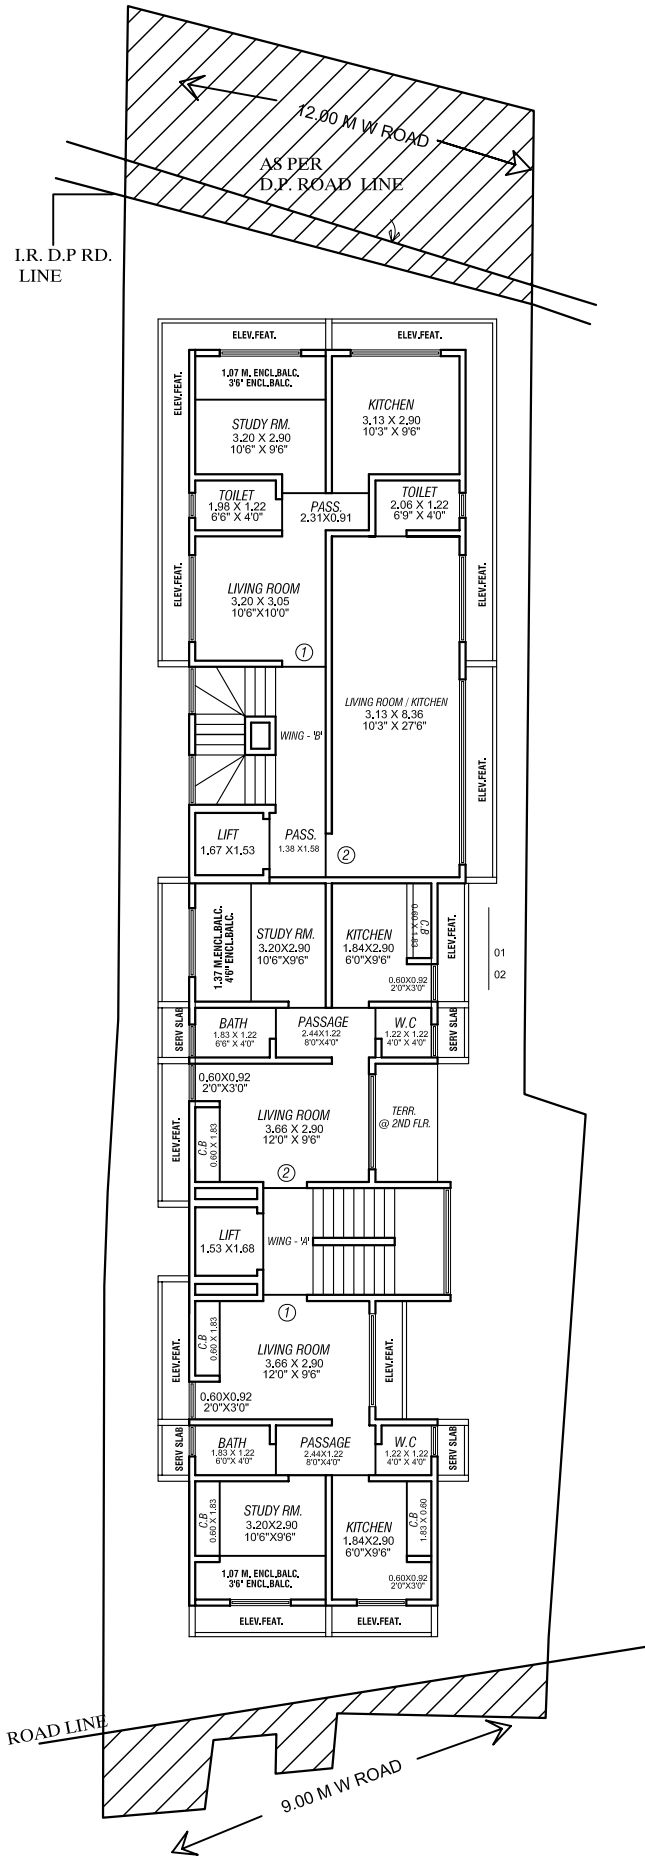 12.00 M W ROAD
AS PER
D.P. ROAD LINE
I.R. D.P RD.
LINE
ELEV.FEAT.
ELEV.FEAT.
ELEV.FEAT.
1.07 M. ENCL.BALC.
3'6" ENCL.BALC.
STUDY RM.
3.20 X 2.90
10'6" X 9'6"
KITCHEN
3.13 X 2.90
10'3" X 9'6"
TOILET
1.98 X 1.22
6'6" X 4'0"
PASS.
2.31X0.91
TOILET
2.06 X 1.22
6'9" X 4'0"
ELEV.FEAT.
LIVING ROOM
3.20 X 3.05
10'6"X10'0"
1
ELEV.FEAT.
LIVING ROOM / KITCHEN
3.13 X 8.36
10'3" X 27'6"
WING - 'B'
ELEV.FEAT.
LIFT
1.67 X1.53
PASS.
1.38 X1.58
2
1.37 M.ENCL.BALC.
4'6" ENCL.BALC.
STUDY RM.
3.20X2.90
10'6"X9'6"
KITCHEN
1.84X2.90
6'0"X9'6"
C.B
0.60 X 1.83
ELEV.FEAT.
01
02
0.60X0.92
2'0"X3'0"
SERV SLAB
BATH
1.83 X 1.22
6'6" X 4'0"
PASSAGE
2.44X1.22
8'0"X4'0"
W.C
1.22 X 1.22
4'0" X 4'0"
SERV SLAB
0.60X0.92
2'0"X3'0"
ELEV.FEAT.
C.B
0.60 X 1.83
LIVING ROOM
3.66 X 2.90
12'0" X 9'6"
TERR.
@ 2ND FLR.
2
LIFT
1.53 X1.68
WING - 'A'
1
ELEV.FEAT.
C.B
0.60 X 1.83
LIVING ROOM
3.66 X 2.90
12'0" X 9'6"
ELEV.FEAT.
0.60X0.92
2'0"X3'0"
SERV SLAB
BATH
1.83 X 1.22
6'0" X 4'0"
PASSAGE
2.44X1.22
8'0"X4'0"
W.C
1.22 X 1.22
4'0" X 4'0"
SERV SLAB
C.B
0.60 X 1.83
STUDY RM.
3.20X2.90
10'6"X9'6"
KITCHEN
1.84X2.90
6'0"X9'6"
C.B
1.83 X 0.60
1.07 M. ENCL.BALC.
3'6" ENCL.BALC.
0.60X0.92
2'0"X3'0"
ELEV.FEAT.
ELEV.FEAT.
ROAD LINE
9.00 M W ROAD